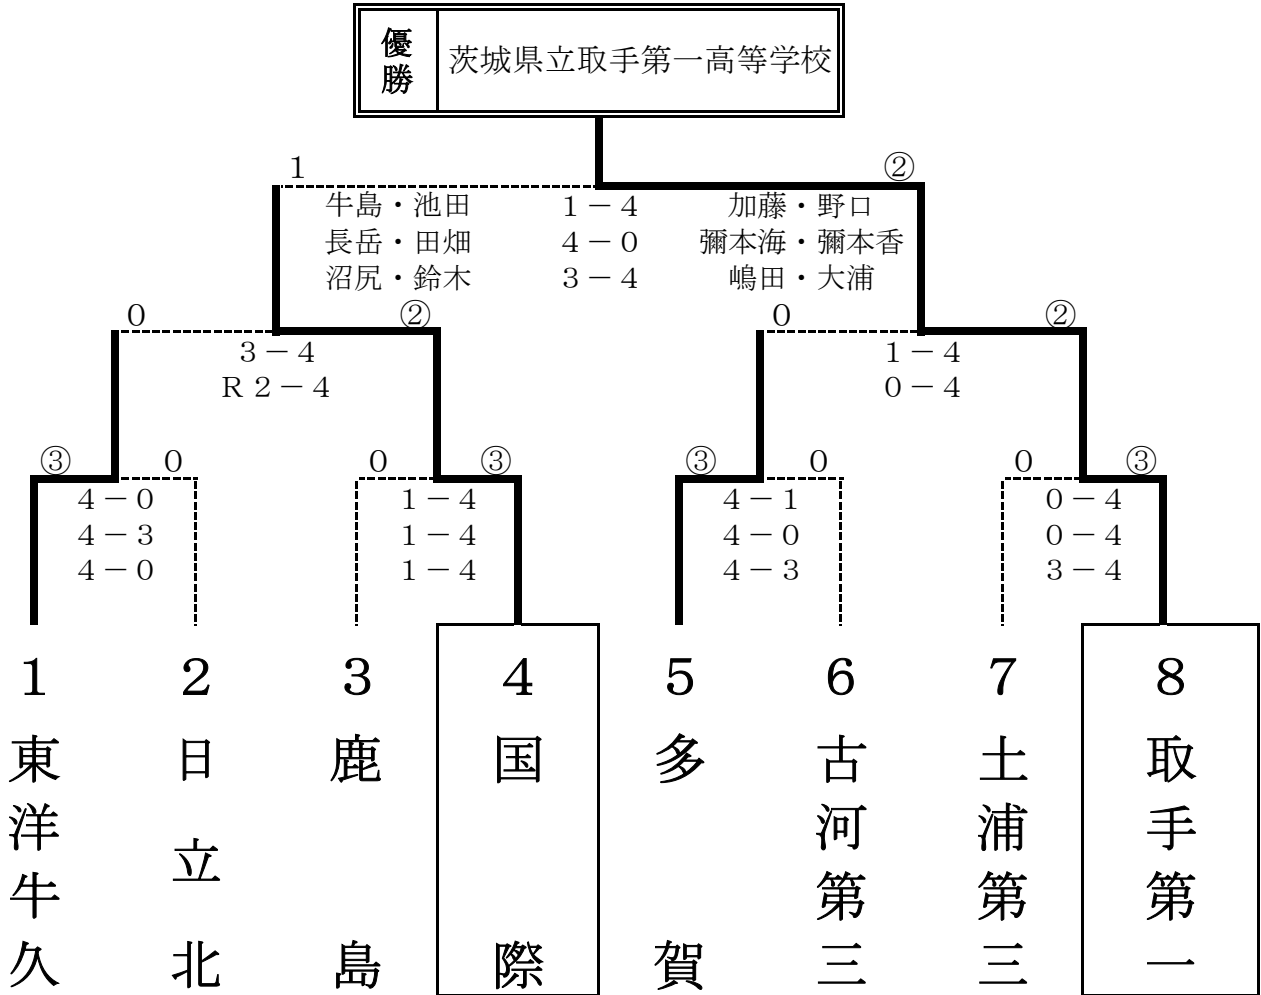 優勝 茨城県立取手第一高等学校
1 ②
牛島・池田 １－４ 加藤・野口
長岳・田畑 ４－０ 彌本海・彌本香
沼尻・鈴木 ３－４ 嶋田・大浦
0 ② 0 ②
３－４ １－４
Ｒ２－４ ０－４
③ 0 0 ③ ③ 0 0 ③
４－０ １－４ ４－１ ０－４
４－３ １－４ ４－０ ０－４
４－０ １－４ ４－３ ３－４
1 2 3 4 5 6 7 8
東洋牛久
日立北
鹿島
国際
多賀
古河第三
土浦第三
取手第一